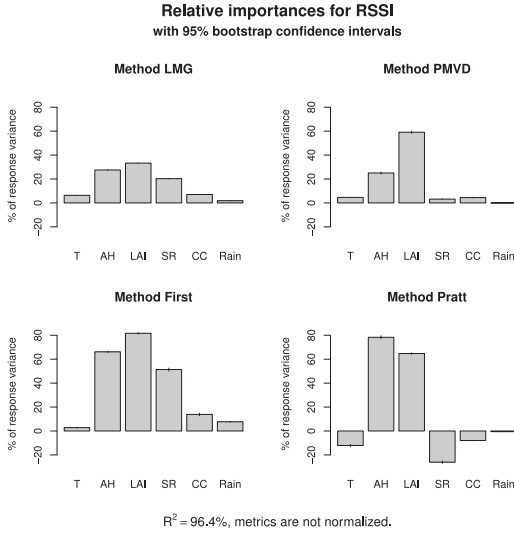 Relative importances for RSSI
with 95% bootstrap confidence intervals
Method LMG
% of response variance
80
60
40
20
0
−20
T AH LAI SR CC Rain
Method PMVD
% of response variance
80
60
40
20
0
−20
T AH LAI SR CC Rain
Method First
% of response variance
80
60
40
20
0
−20
T AH LAI SR CC Rain
Method Pratt
% of response variance
80
60
40
20
0
−20
T AH LAI SR CC Rain
R² = 96.4%, metrics are not normalized.